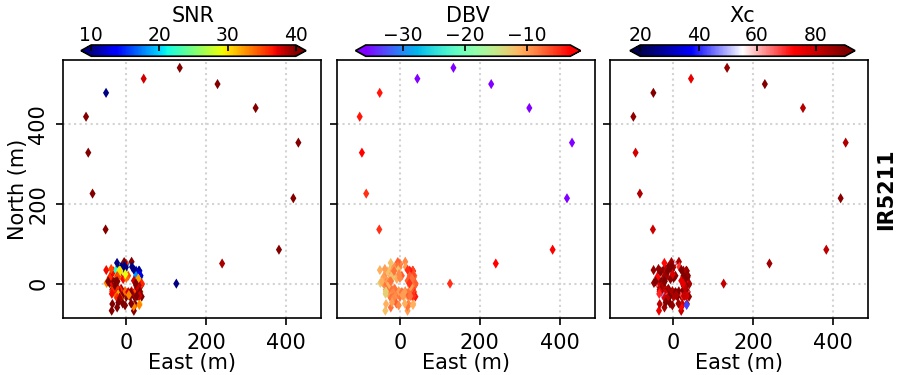 SNR DBV Xc
10 20 30 40 −30 −20 −10 20 40 60 80
North (m)
400
200
0
0 200 400 0 200 400 0 200 400
East (m) East (m) East (m)
IR5211